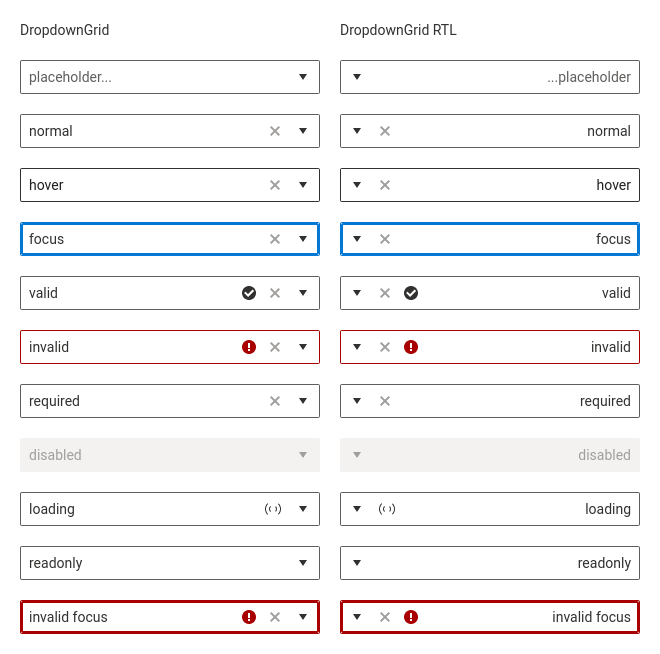 DropdownGrid
DropdownGrid RTL
placeholder...
...placeholder
normal
normal
hover
hover
focus
focus
valid
valid
invalid
invalid
required
required
disabled
disabled
loading
loading
readonly
readonly
invalid focus
invalid focus